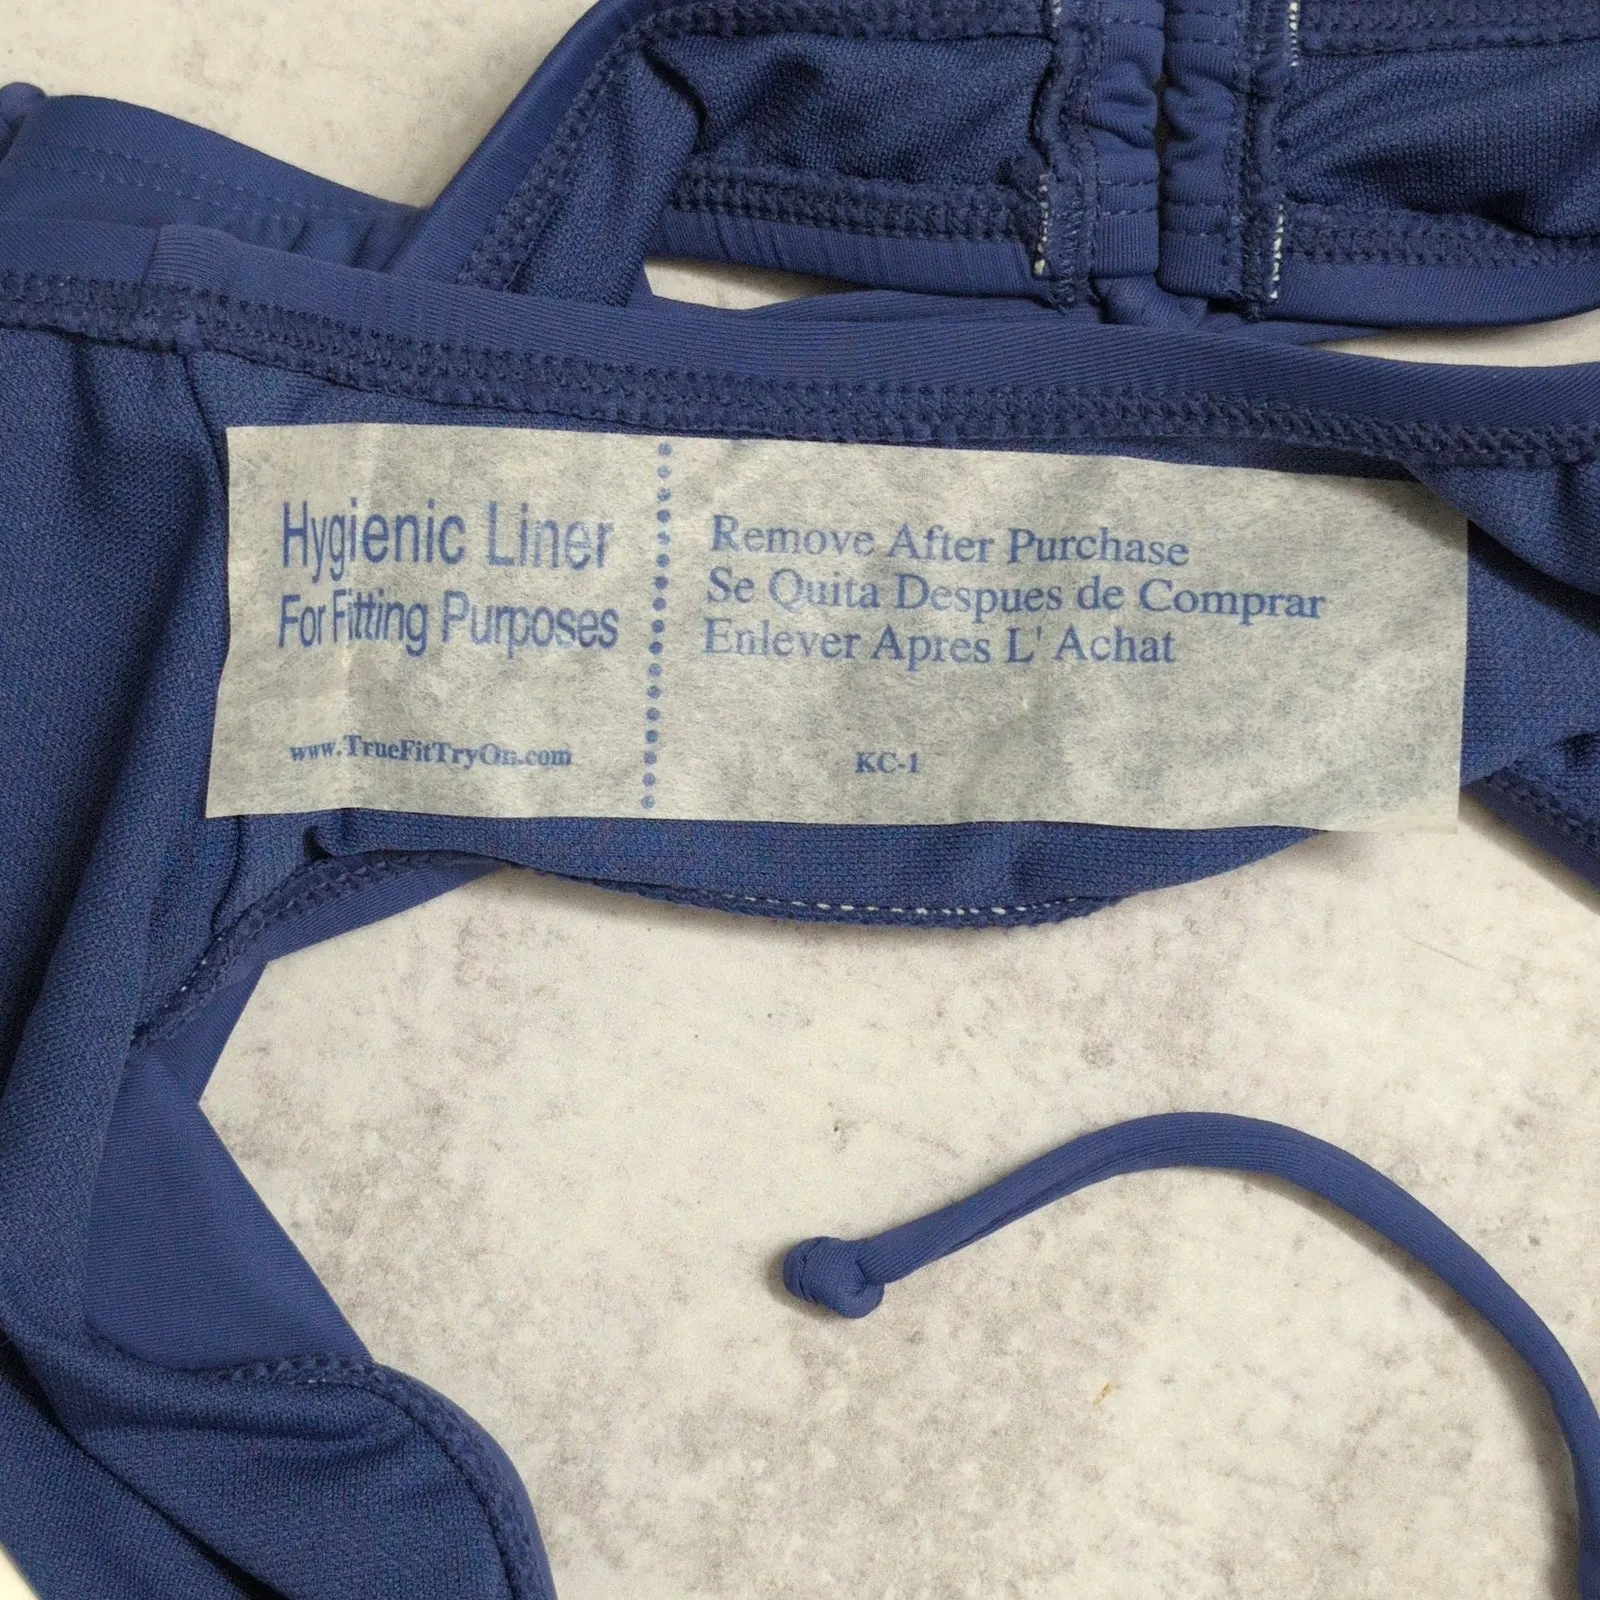 Hygienic Liner
For Fitting Purposes
www.TrueFitTryOn.com
Remove After Purchase
Se Quita Despues de Comprar
Enlever Apres L' Achat
KC-1